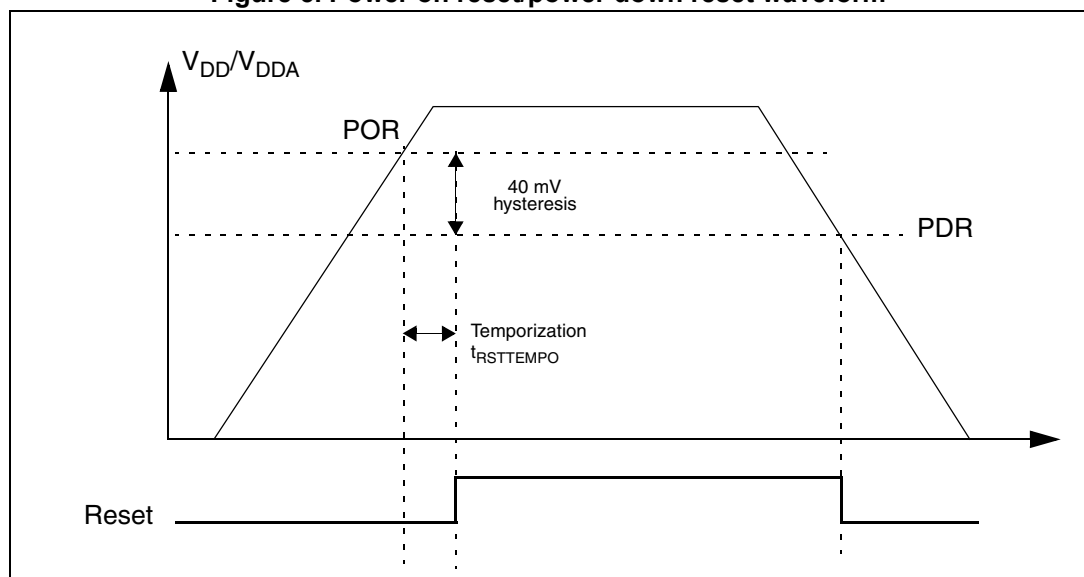 V_DD/V_DDA
POR
40 mV
hysteresis
PDR
Temporization
t_RSTTEMPO
Reset